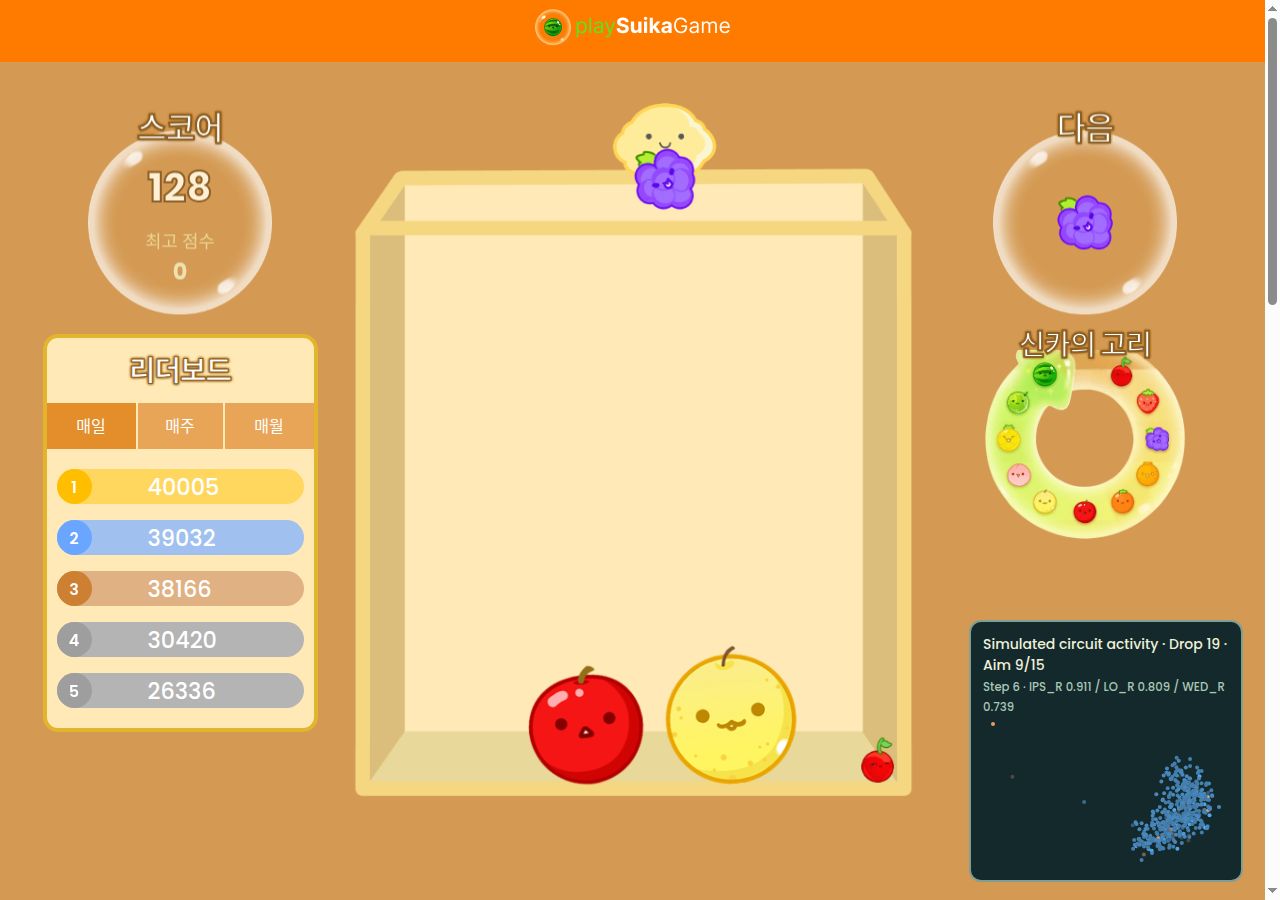 playSuikaGame
스코어
128
최고 점수
0
리더보드
매일 매주 매월
1 40005
2 39032
3 38166
4 30420
5 26336
다음
신카의 고리
Simulated circuit activity · Drop 19 ·
Aim 9/15
Step 6 · IPS_R 0.911 / LO_R 0.809 / WED_R
0.739